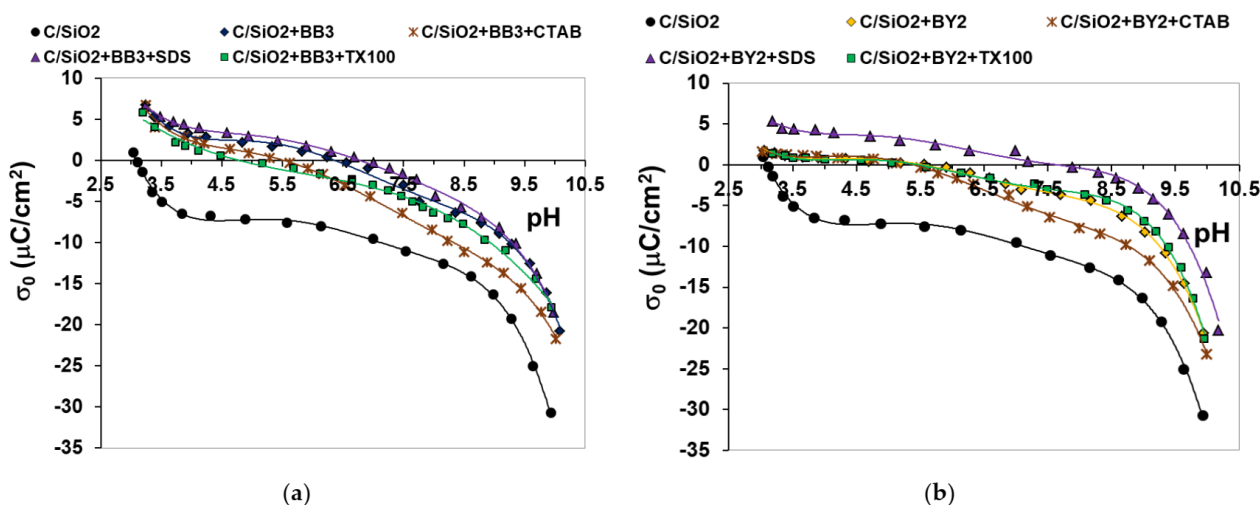 C/SiO2 C/SiO2+BB3 C/SiO2+BB3+CTAB
C/SiO2+BB3+SDS C/SiO2+BB3+TX100
10
5
0
-5
-10
-15
-20
-25
-30
-35
2.5 3.5 4.5 5.5 6.5 7.5 8.5 9.5 10.5
pH
σ0 (µC/cm2)
(a)
C/SiO2 C/SiO2+BY2 C/SiO2+BY2+CTAB
C/SiO2+BY2+SDS C/SiO2+BY2+TX100
10
5
0
-5
-10
-15
-20
-25
-30
-35
2.5 3.5 4.5 5.5 6.5 7.5 8.5 9.5 10.5
pH
σ0 (µC/cm2)
(b)